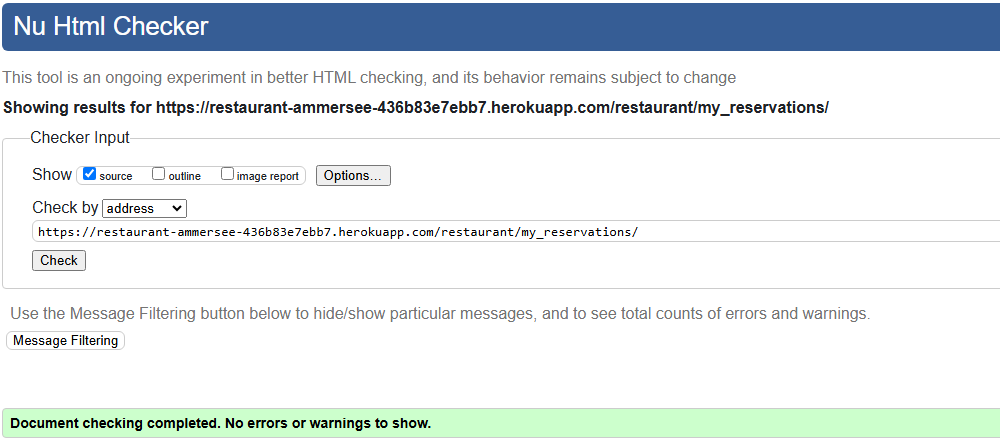 Nu Html Checker
This tool is an ongoing experiment in better HTML checking, and its behavior remains subject to change
Showing results for https://restaurant-ammersee-436b83e7ebb7.herokuapp.com/restaurant/my_reservations/
Checker Input
Show source outline image report Options...
Check by address
https://restaurant-ammersee-436b83e7ebb7.herokuapp.com/restaurant/my_reservations/
Check
Use the Message Filtering button below to hide/show particular messages, and to see total counts of errors and warnings.
Message Filtering
Document checking completed. No errors or warnings to show.